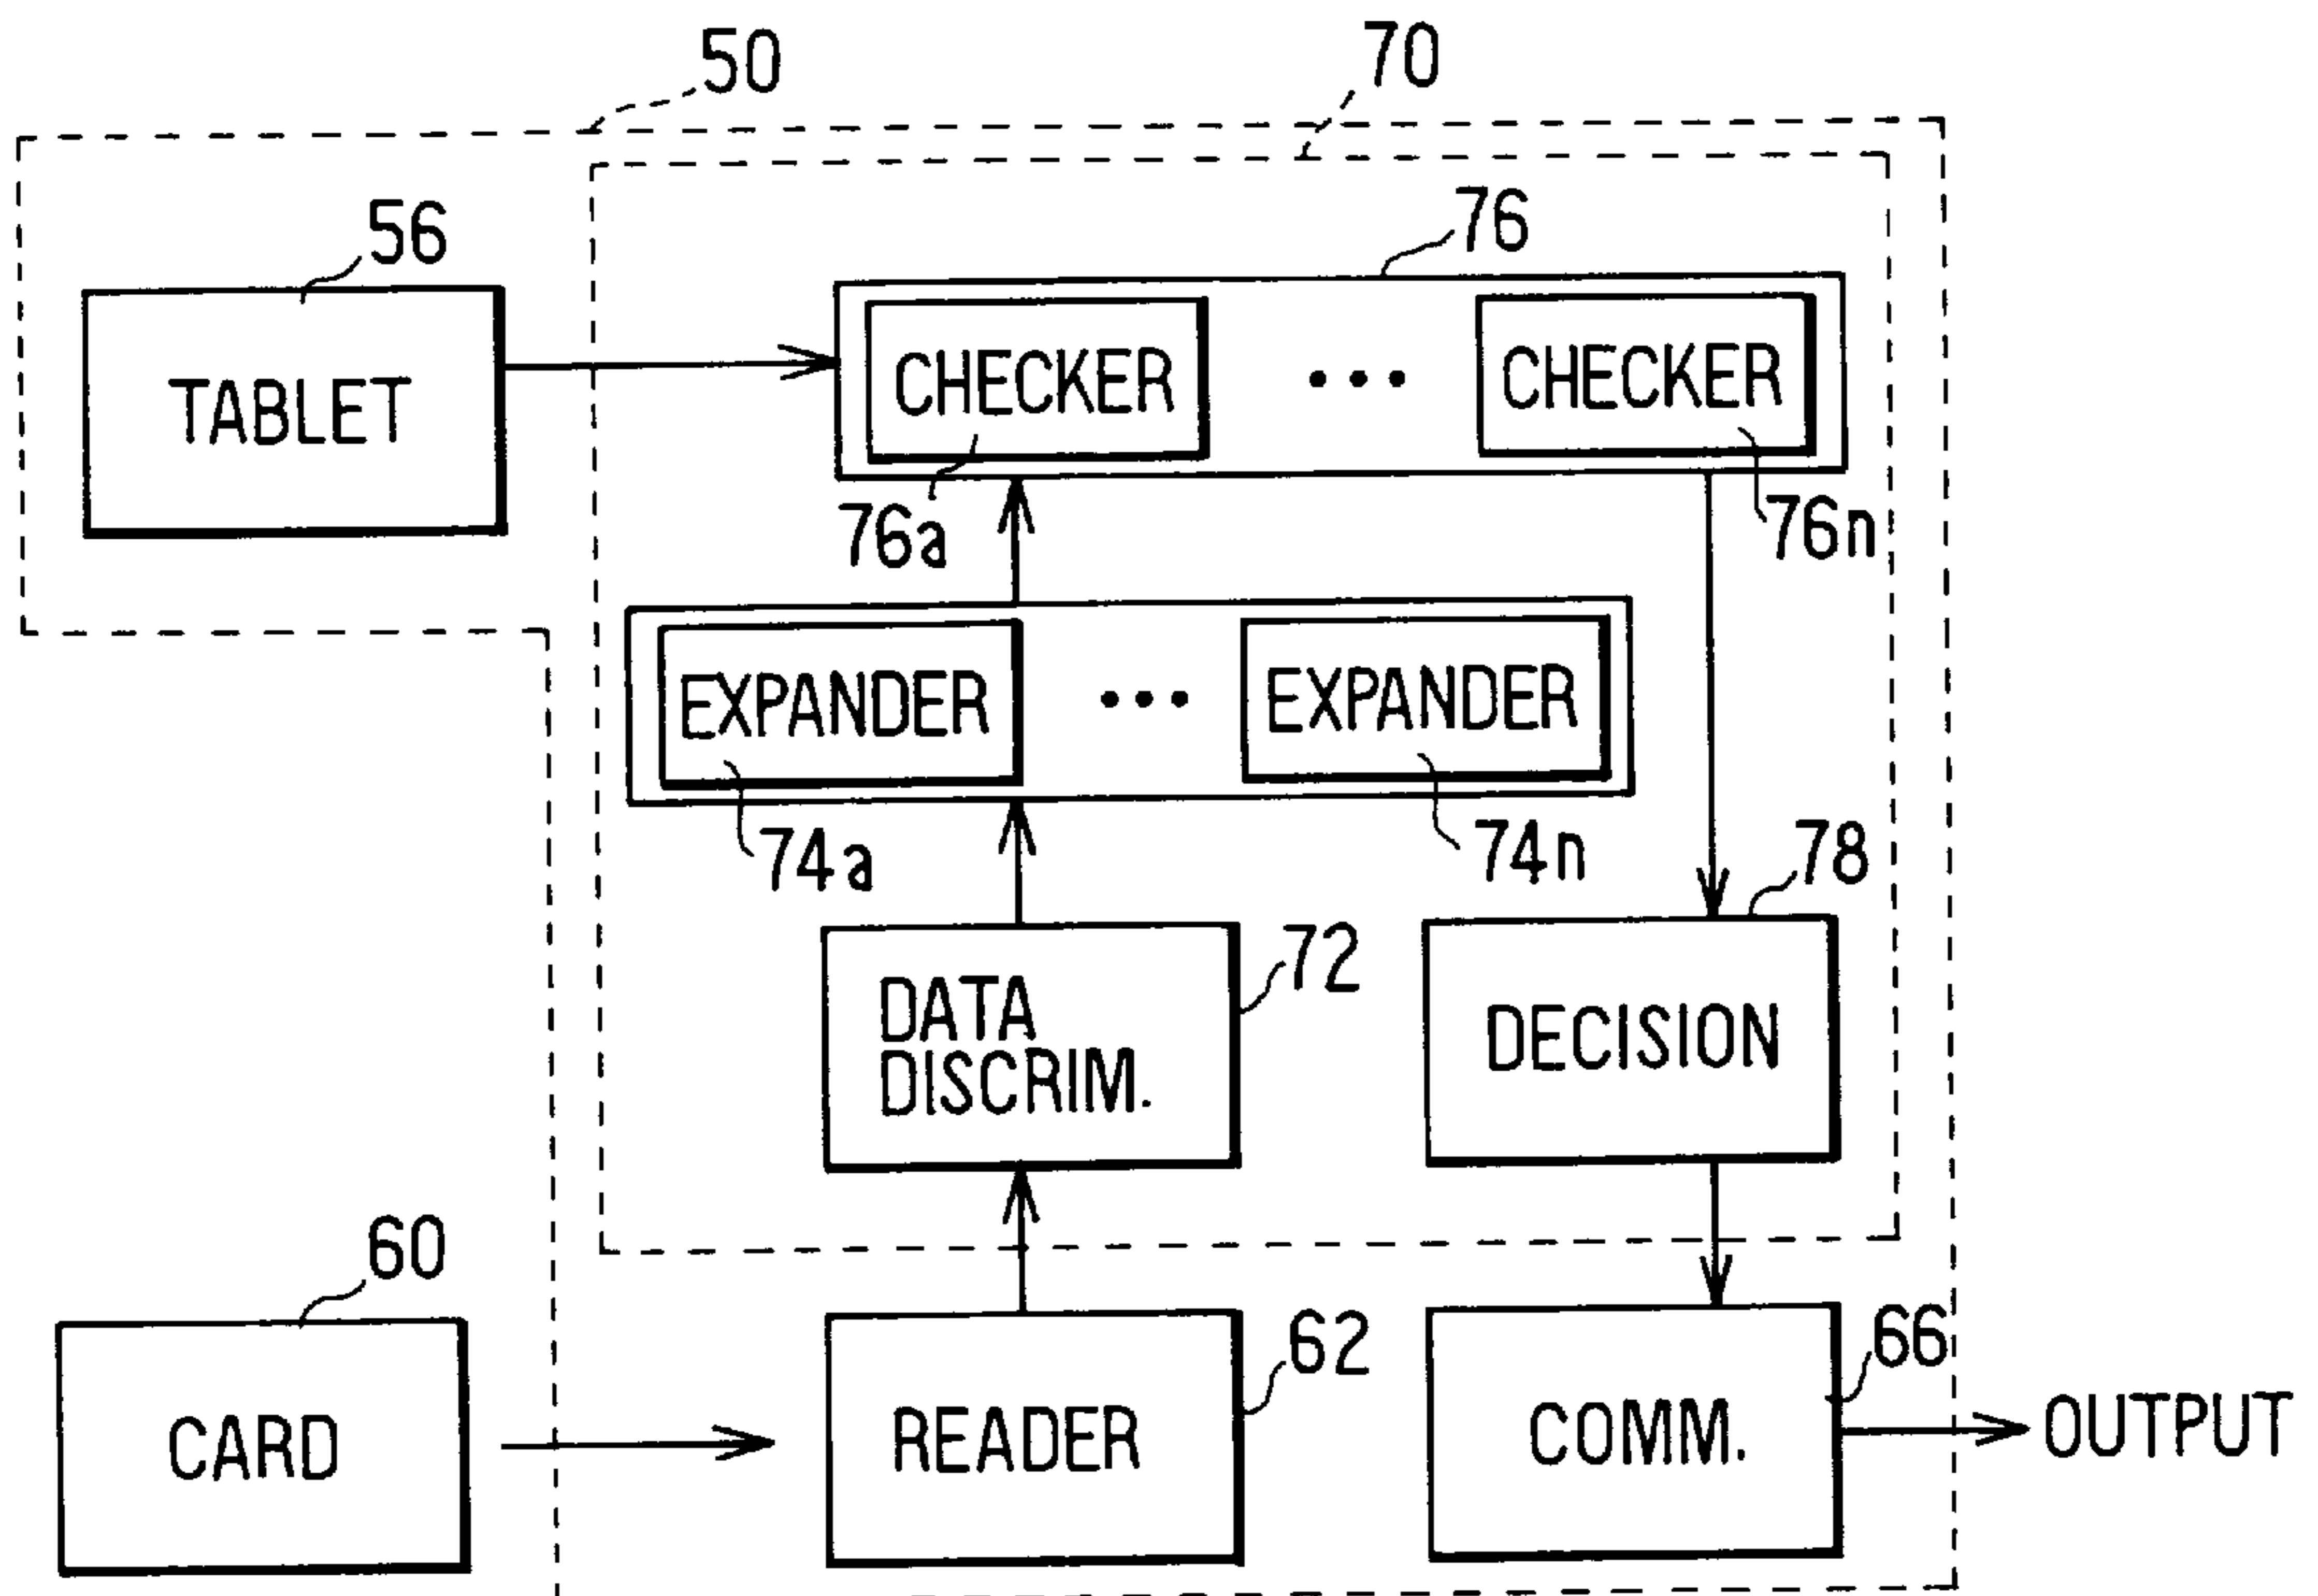 50
70
56
76
TABLET
CHECKER
CHECKER
76a
76n
EXPANDER
EXPANDER
74a
74n
78
72
DATA
DISCRIM.
DECISION
60
62
66
CARD
READER
COMM.
OUTPUT